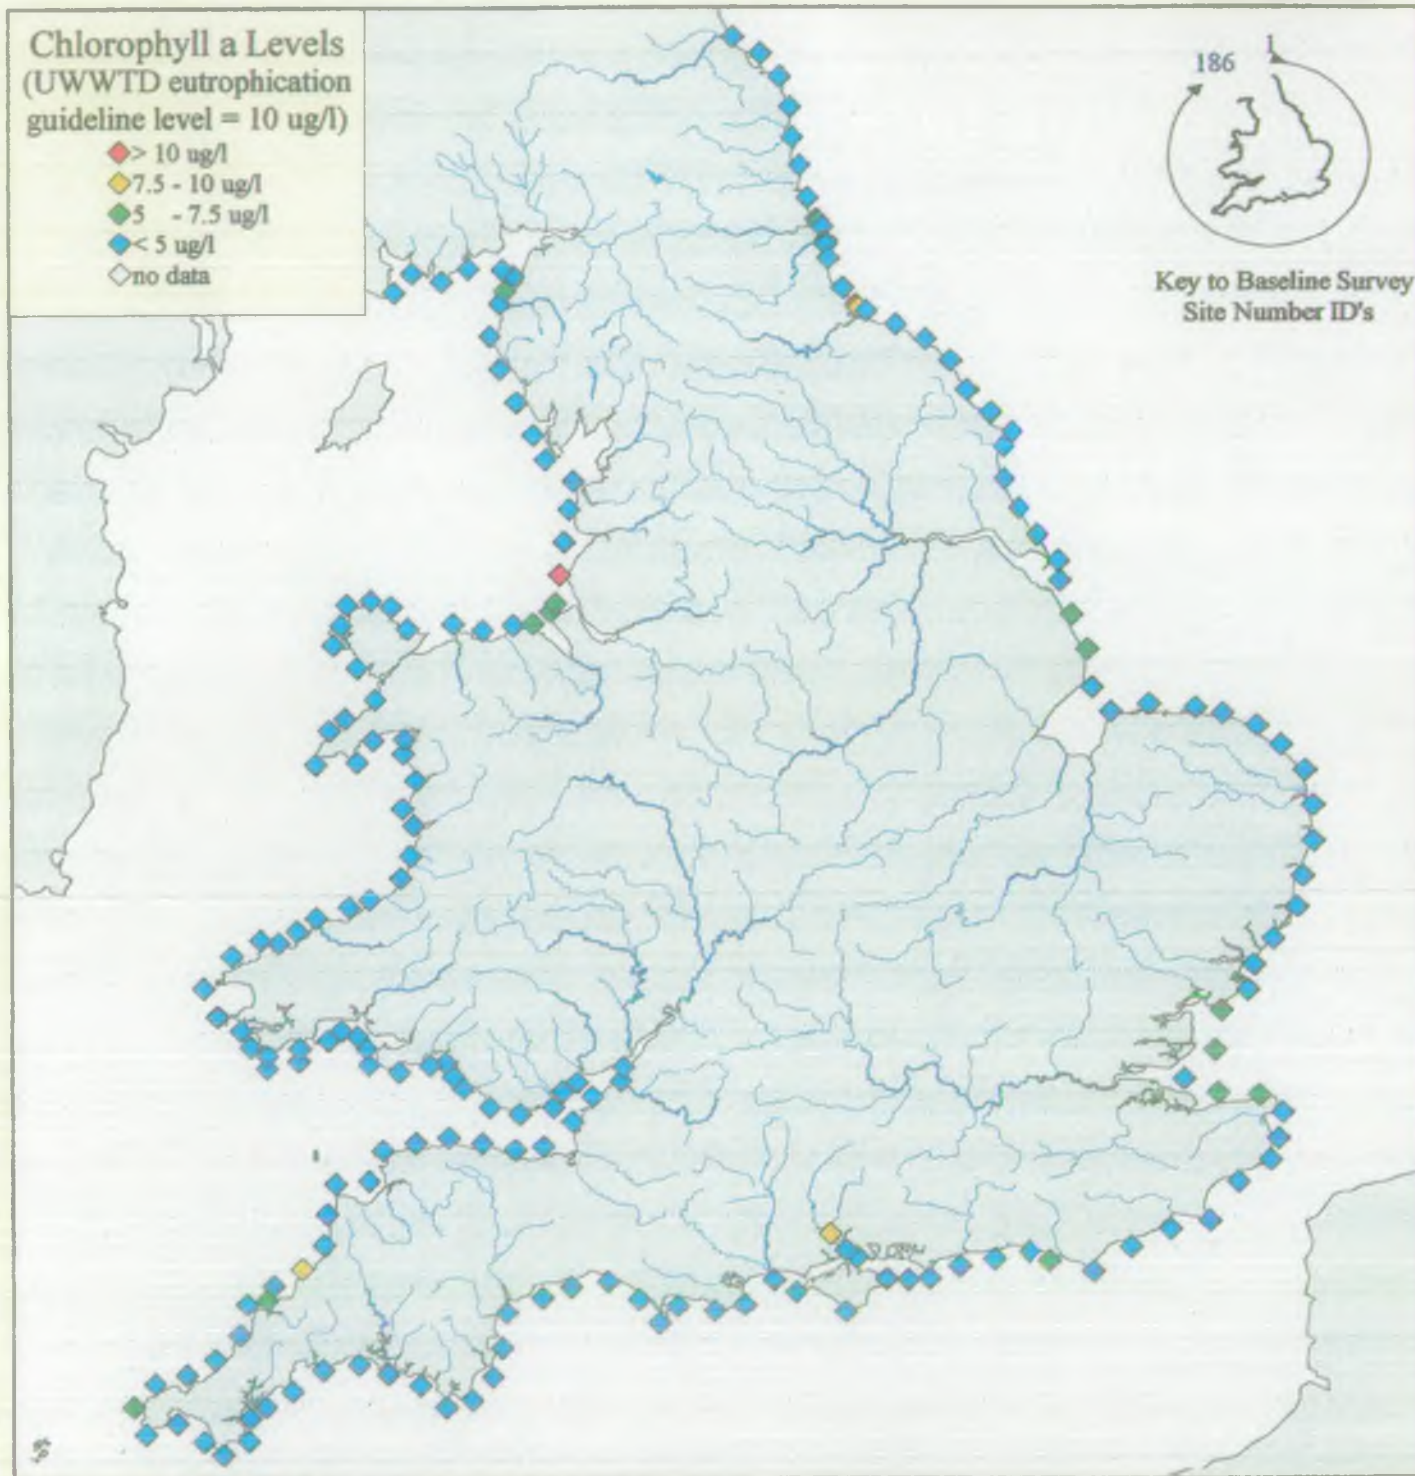 Chlorophyll a Levels
(UWWTD eutrophication
guideline level = 10 ug/l)
> 10 ug/l
7.5 - 10 ug/l
5 - 7.5 ug/l
< 5 ug/l
no data
1
186
Key to Baseline Survey
Site Number ID's